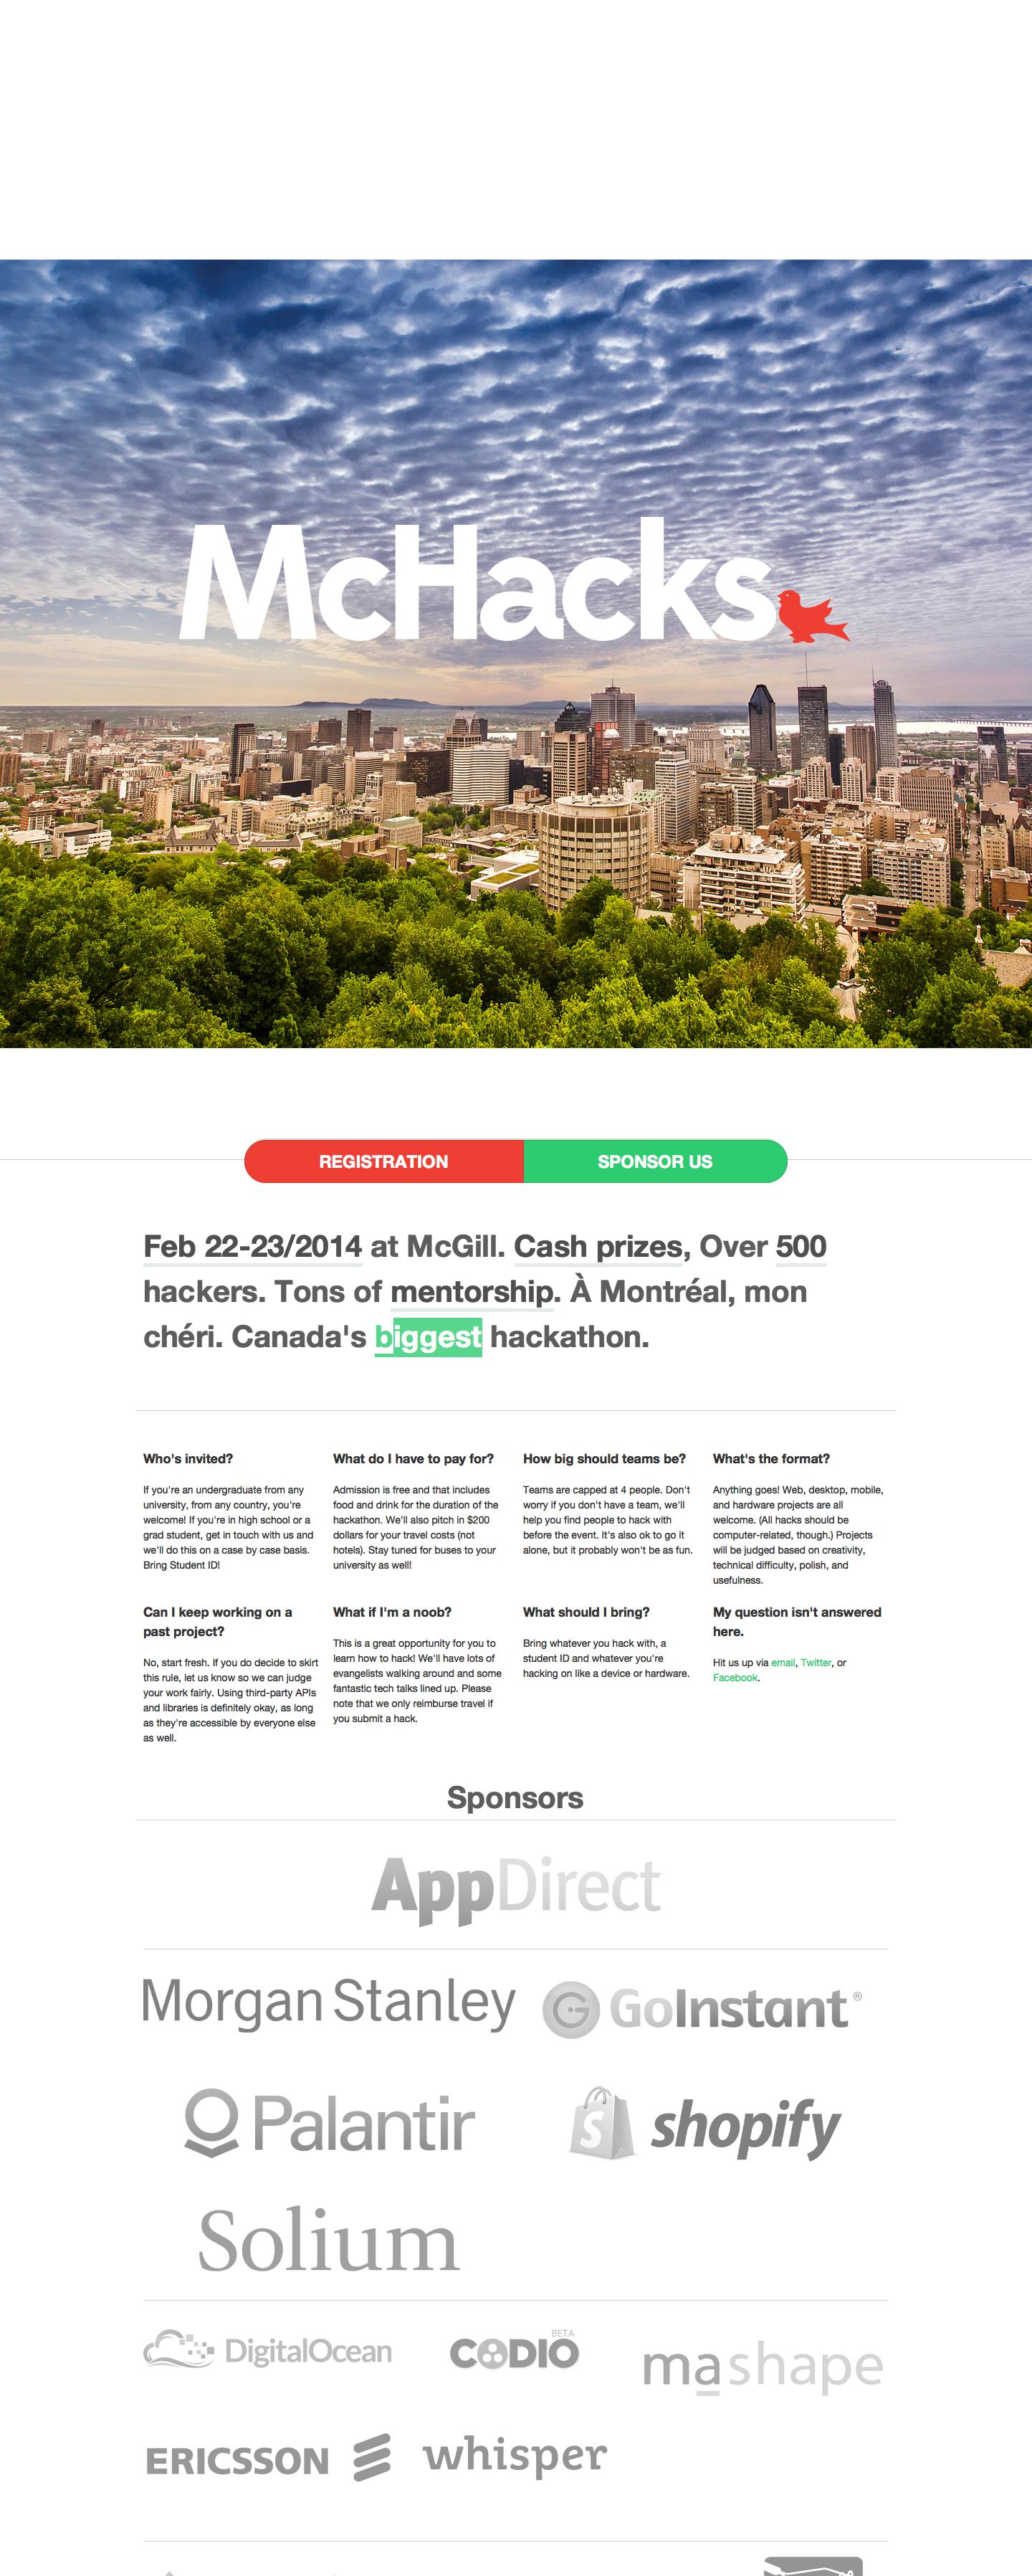 McHacks
REGISTRATION
SPONSOR US
Feb 22-23/2014 at McGill. Cash prizes, Over 500
hackers. Tons of mentorship. À Montréal, mon
chéri. Canada's biggest hackathon.
Who's invited?
If you're an undergraduate from any
university, from any country, you're
welcome! If you're in high school or a
grad student, get in touch with us and
we'll do this on a case by case basis.
Bring Student ID!
What do I have to pay for?
Admission is free and that includes
food and drink for the duration of the
hackathon. We'll also pitch in $200
dollars for your travel costs (not
hotels). Stay tuned for buses to your
university as well!
How big should teams be?
Teams are capped at 4 people. Don't
worry if you don't have a team, we'll
help you find people to hack with
before the event. It's also ok to go it
alone, but it probably won't be as fun.
What's the format?
Anything goes! Web, desktop, mobile,
and hardware projects are all
welcome. (All hacks should be
computer-related, though.) Projects
will be judged based on creativity,
technical difficulty, polish, and
usefulness.
Can I keep working on a
past project?
No, start fresh. If you do decide to skirt
this rule, let us know so we can judge
your work fairly. Using third-party APIs
and libraries is definitely okay, as long
as they're accessible by everyone else
as well.
What if I'm a noob?
This is a great opportunity for you to
learn how to hack! We'll have lots of
evangelists walking around and some
fantastic tech talks lined up. Please
note that we only reimburse travel if
you submit a hack.
What should I bring?
Bring whatever you hack with, a
student ID and whatever you're
hacking on like a device or hardware.
My question isn't answered
here.
Hit us up via email, Twitter, or
Facebook.
Sponsors
AppDirect
Morgan Stanley
GoInstant ®
Palantir
shopify
Solium
DigitalOcean
CODIO BETA
mashape
ERICSSON
whisper